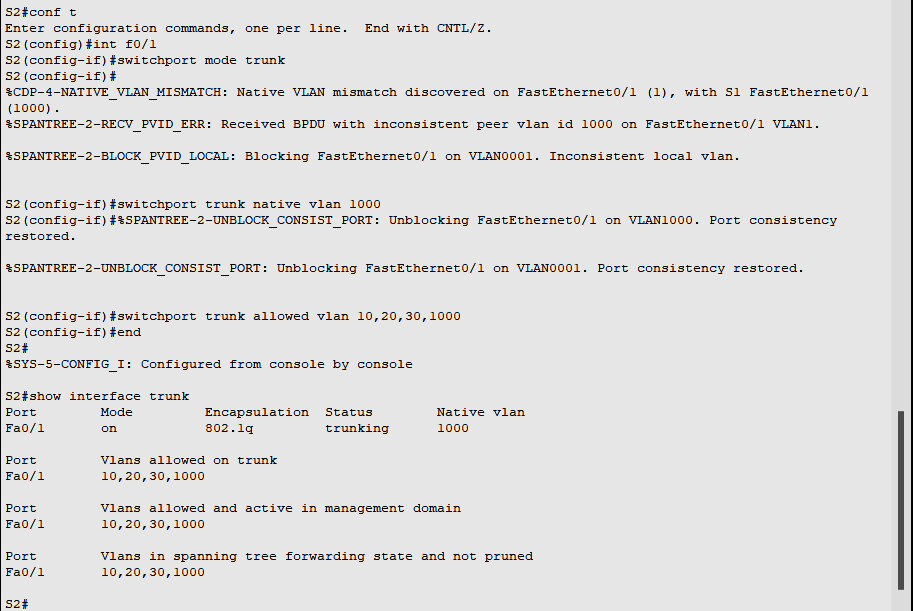 S2#conf t
Enter configuration commands, one per line.  End with CNTL/Z.
S2(config)#int f0/1
S2(config-if)#switchport mode trunk
S2(config-if)#
%CDP-4-NATIVE_VLAN_MISMATCH: Native VLAN mismatch discovered on FastEthernet0/1 (1), with S1 FastEthernet0/1
(1000).
%SPANTREE-2-RECV_PVID_ERR: Received BPDU with inconsistent peer vlan id 1000 on FastEthernet0/1 VLAN1.
%SPANTREE-2-BLOCK_PVID_LOCAL: Blocking FastEthernet0/1 on VLAN0001. Inconsistent local vlan.
S2(config-if)#switchport trunk native vlan 1000
S2(config-if)#%SPANTREE-2-UNBLOCK_CONSIST_PORT: Unblocking FastEthernet0/1 on VLAN1000. Port consistency
restored.
%SPANTREE-2-UNBLOCK_CONSIST_PORT: Unblocking FastEthernet0/1 on VLAN0001. Port consistency restored.
S2(config-if)#switchport trunk allowed vlan 10,20,30,1000
S2(config-if)#end
S2#
%SYS-5-CONFIG_I: Configured from console by console
S2#show interface trunk
Port        Mode         Encapsulation  Status        Native vlan
Fa0/1       on           802.1q         trunking      1000
Port        Vlans allowed on trunk
Fa0/1       10,20,30,1000
Port        Vlans allowed and active in management domain
Fa0/1       10,20,30,1000
Port        Vlans in spanning tree forwarding state and not pruned
Fa0/1       10,20,30,1000
S2#